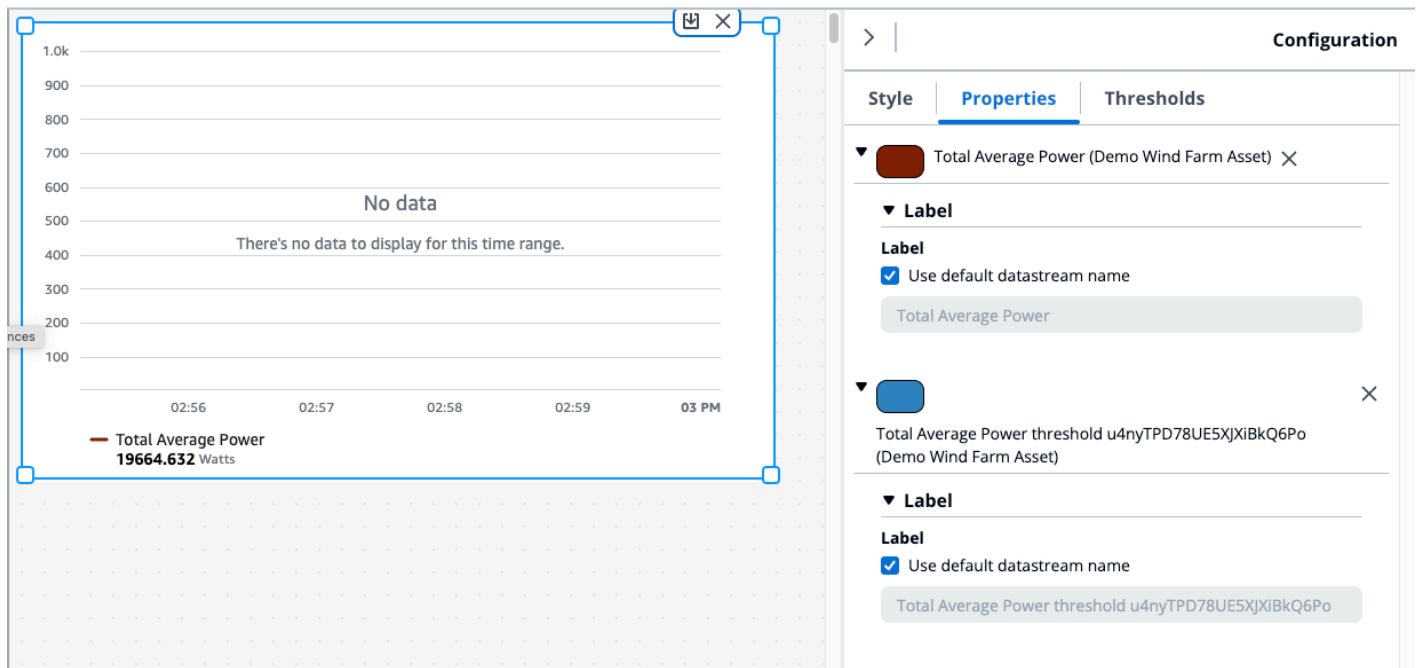 1.0k
900
800
700
600
500
400
300
200
100
No data
There's no data to display for this time range.
02:56 02:57 02:58 02:59 03 PM
Total Average Power
19664.632 Watts
nces
Configuration
Style Properties Thresholds
Total Average Power (Demo Wind Farm Asset)
Label
Label
Use default datastream name
Total Average Power
Total Average Power threshold u4nyTPD78UE5XJXiBkQ6Po
(Demo Wind Farm Asset)
Label
Label
Use default datastream name
Total Average Power threshold u4nyTPD78UE5XJXiBkQ6Po